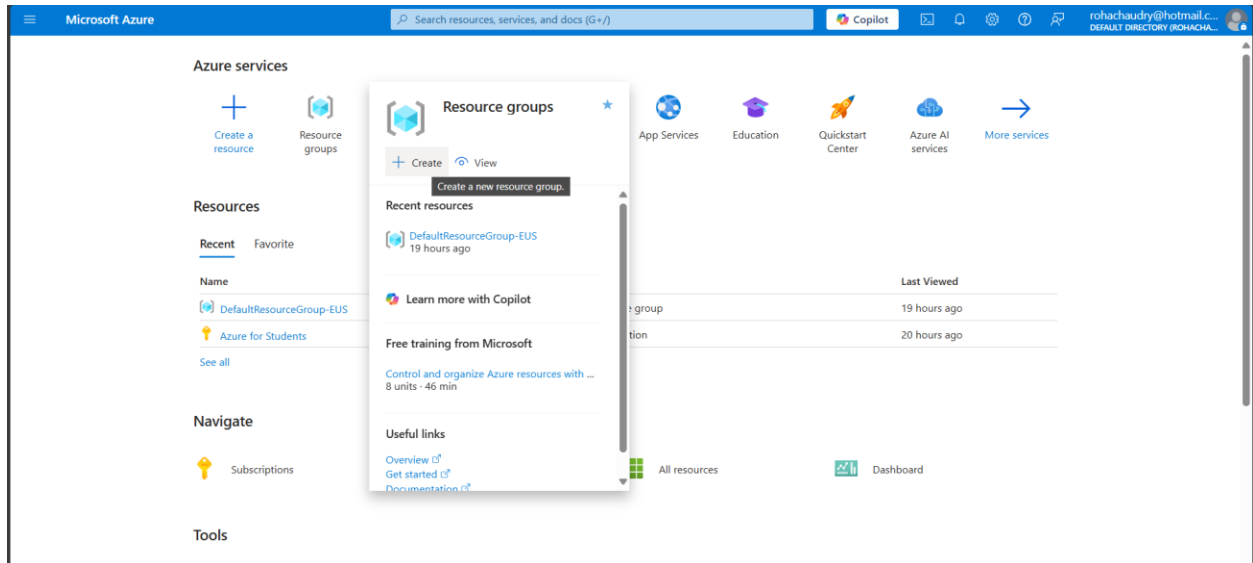 Microsoft Azure
Search resources, services, and docs (G+/)
Copilot
rohachaudry@hotmail.c...
DEFAULT DIRECTORY (ROHACHA...
Azure services
Create a
resource
Resource
groups
Resource groups
Create
View
Create a new resource group.
App Services
Education
Quickstart
Center
Azure AI
services
More services
Recent resources
DefaultResourceGroup-EUS
19 hours ago
Learn more with Copilot
Free training from Microsoft
Control and organize Azure resources with ...
8 units · 46 min
Useful links
Overview
Get started
Documentation
Resources
Recent
Favorite
Name
Last Viewed
DefaultResourceGroup-EUS
group
19 hours ago
Azure for Students
tion
20 hours ago
See all
Navigate
Subscriptions
All resources
Dashboard
Tools